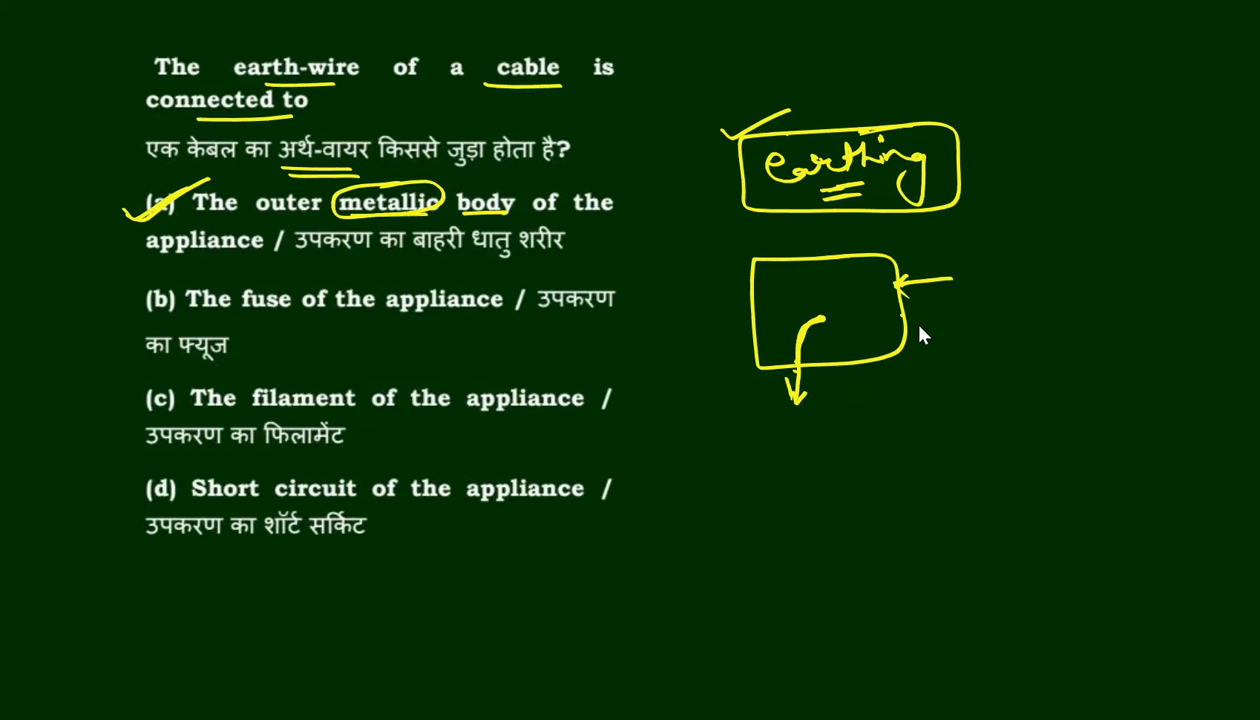 The earth-wire of a cable is
connected to
एक केबल का अर्थ-वायर किससे जुड़ा होता है?
(a) The outer metallic body of the
appliance / उपकरण का बाहरी धातु शरीर
(b) The fuse of the appliance / उपकरण
का फ्यूज
(c) The filament of the appliance /
उपकरण का फिलामेंट
(d) Short circuit of the appliance /
उपकरण का शॉर्ट सर्किट
earthing